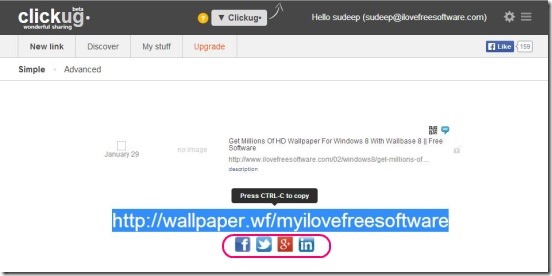 clickug.
beta
wonderful sharing
?
▼ Clickug•
Hello sudeep (sudeep@ilovefreesoftware.com)
New link
Discover
My stuff
Upgrade
Like
159
Simple
Advanced
January 29
no image
Get Millions Of HD Wallpaper For Windows 8 With Wallbase 8 || Free
Software
http://www.ilovefreesoftware.com/02/windows8/get-millions-of...
description
Press CTRL-C to copy
http://wallpaper.wf/myilovefreesoftware
f
g+
in